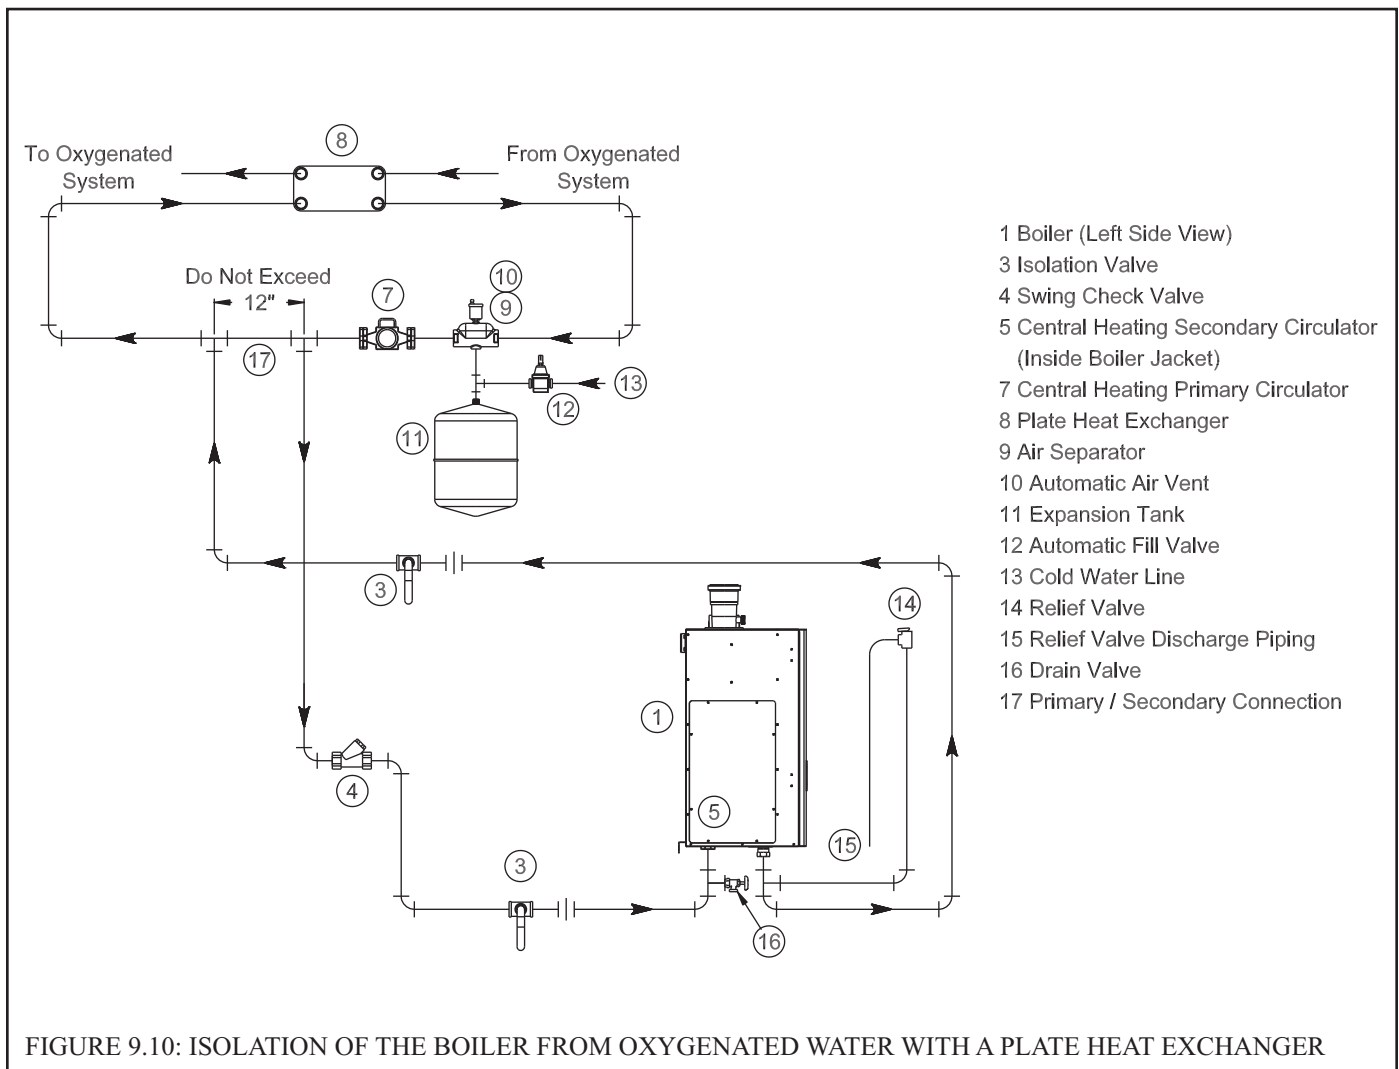 8
To Oxygenated
System
From Oxygenated
System
Do Not Exceed
12"
7
10
9
17
13
12
11
3
14
1
4
5
15
3
16
1 Boiler (Left Side View)
3 Isolation Valve
4 Swing Check Valve
5 Central Heating Secondary Circulator
(Inside Boiler Jacket)
7 Central Heating Primary Circulator
8 Plate Heat Exchanger
9 Air Separator
10 Automatic Air Vent
11 Expansion Tank
12 Automatic Fill Valve
13 Cold Water Line
14 Relief Valve
15 Relief Valve Discharge Piping
16 Drain Valve
17 Primary / Secondary Connection
FIGURE 9.10: ISOLATION OF THE BOILER FROM OXYGENATED WATER WITH A PLATE HEAT EXCHANGER